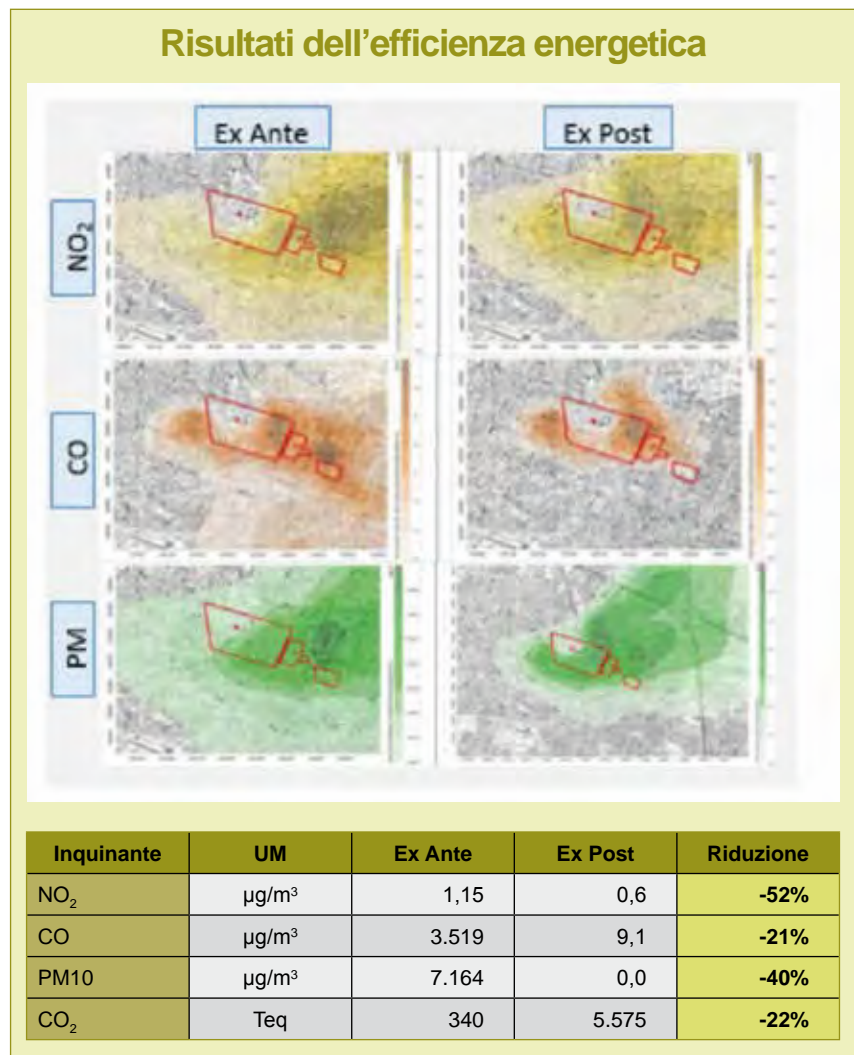 Risultati dell'efficienza energetica
Ex Ante Ex Post
NO₂
CO
PM
Inquinante UM Ex Ante Ex Post Riduzione
NO₂ µg/m³ 1,15 0,6 -52%
CO µg/m³ 3.519 9,1 -21%
PM10 µg/m³ 7.164 0,0 -40%
CO₂ Teq 340 5.575 -22%